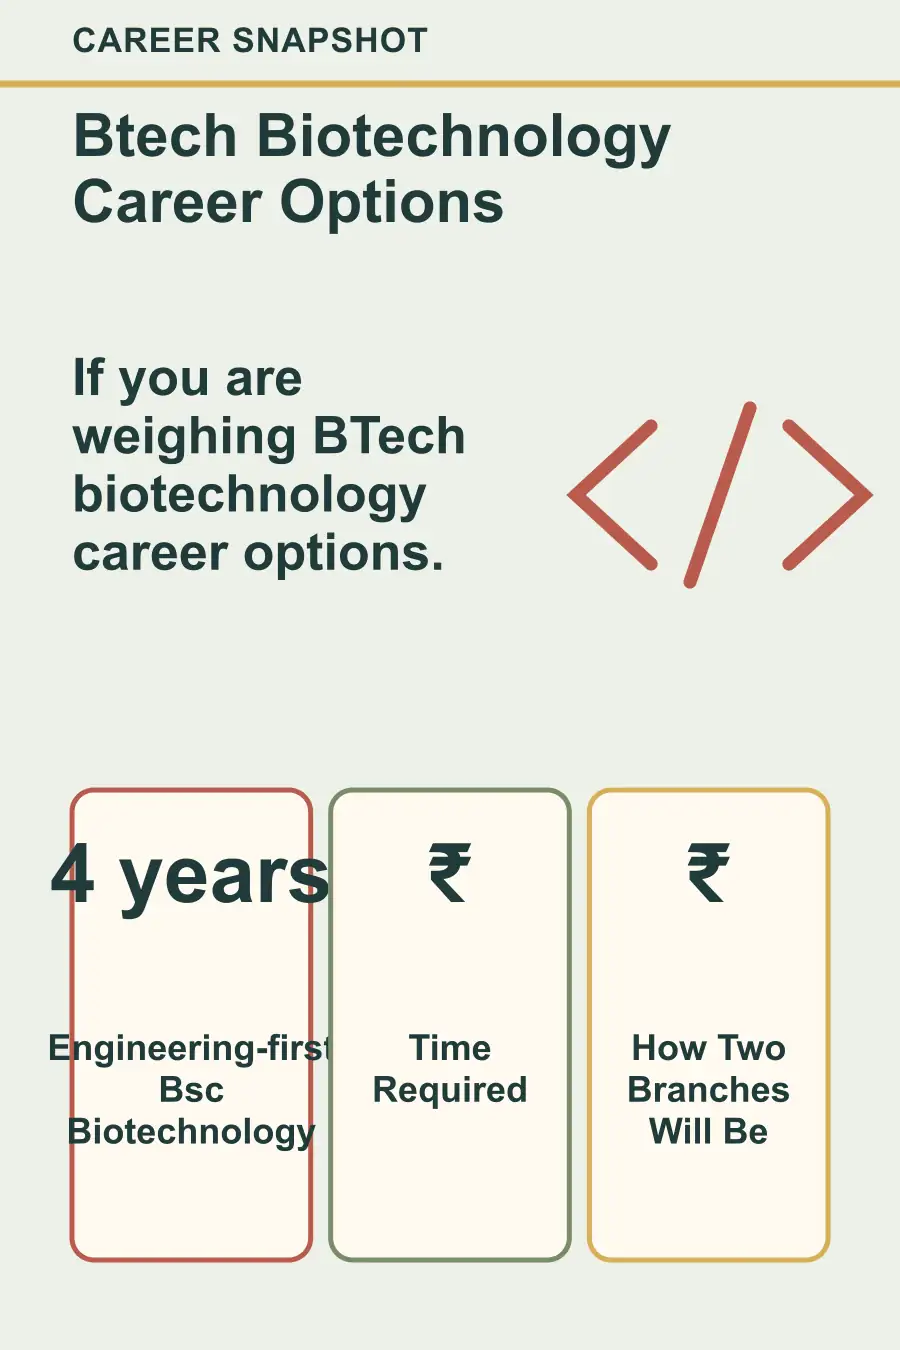 CAREER SNAPSHOT
Btech Biotechnology
Career Options
If you are
weighing BTech
biotechnology
career options.
4 years
Engineering-first
Bsc
Biotechnology
₹
Time
Required
₹
How Two
Branches
Will Be